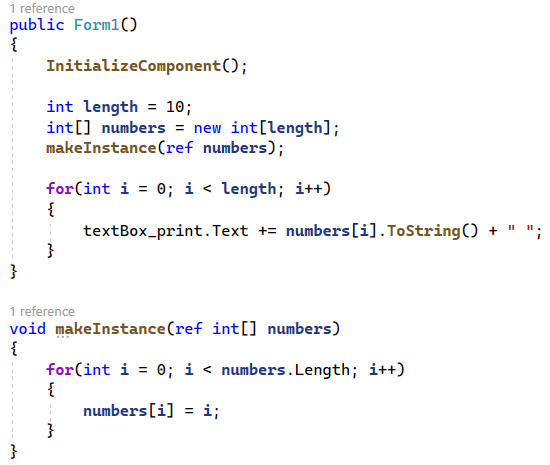 1 reference
public Form1()
{
InitializeComponent();
int length = 10;
int[] numbers = new int[length];
makeInstance(ref numbers);
for(int i = 0; i < length; i++)
{
textBox_print.Text += numbers[i].ToString() + " ";
}
}
1 reference
void makeInstance(ref int[] numbers)
{
for(int i = 0; i < numbers.Length; i++)
{
numbers[i] = i;
}
}